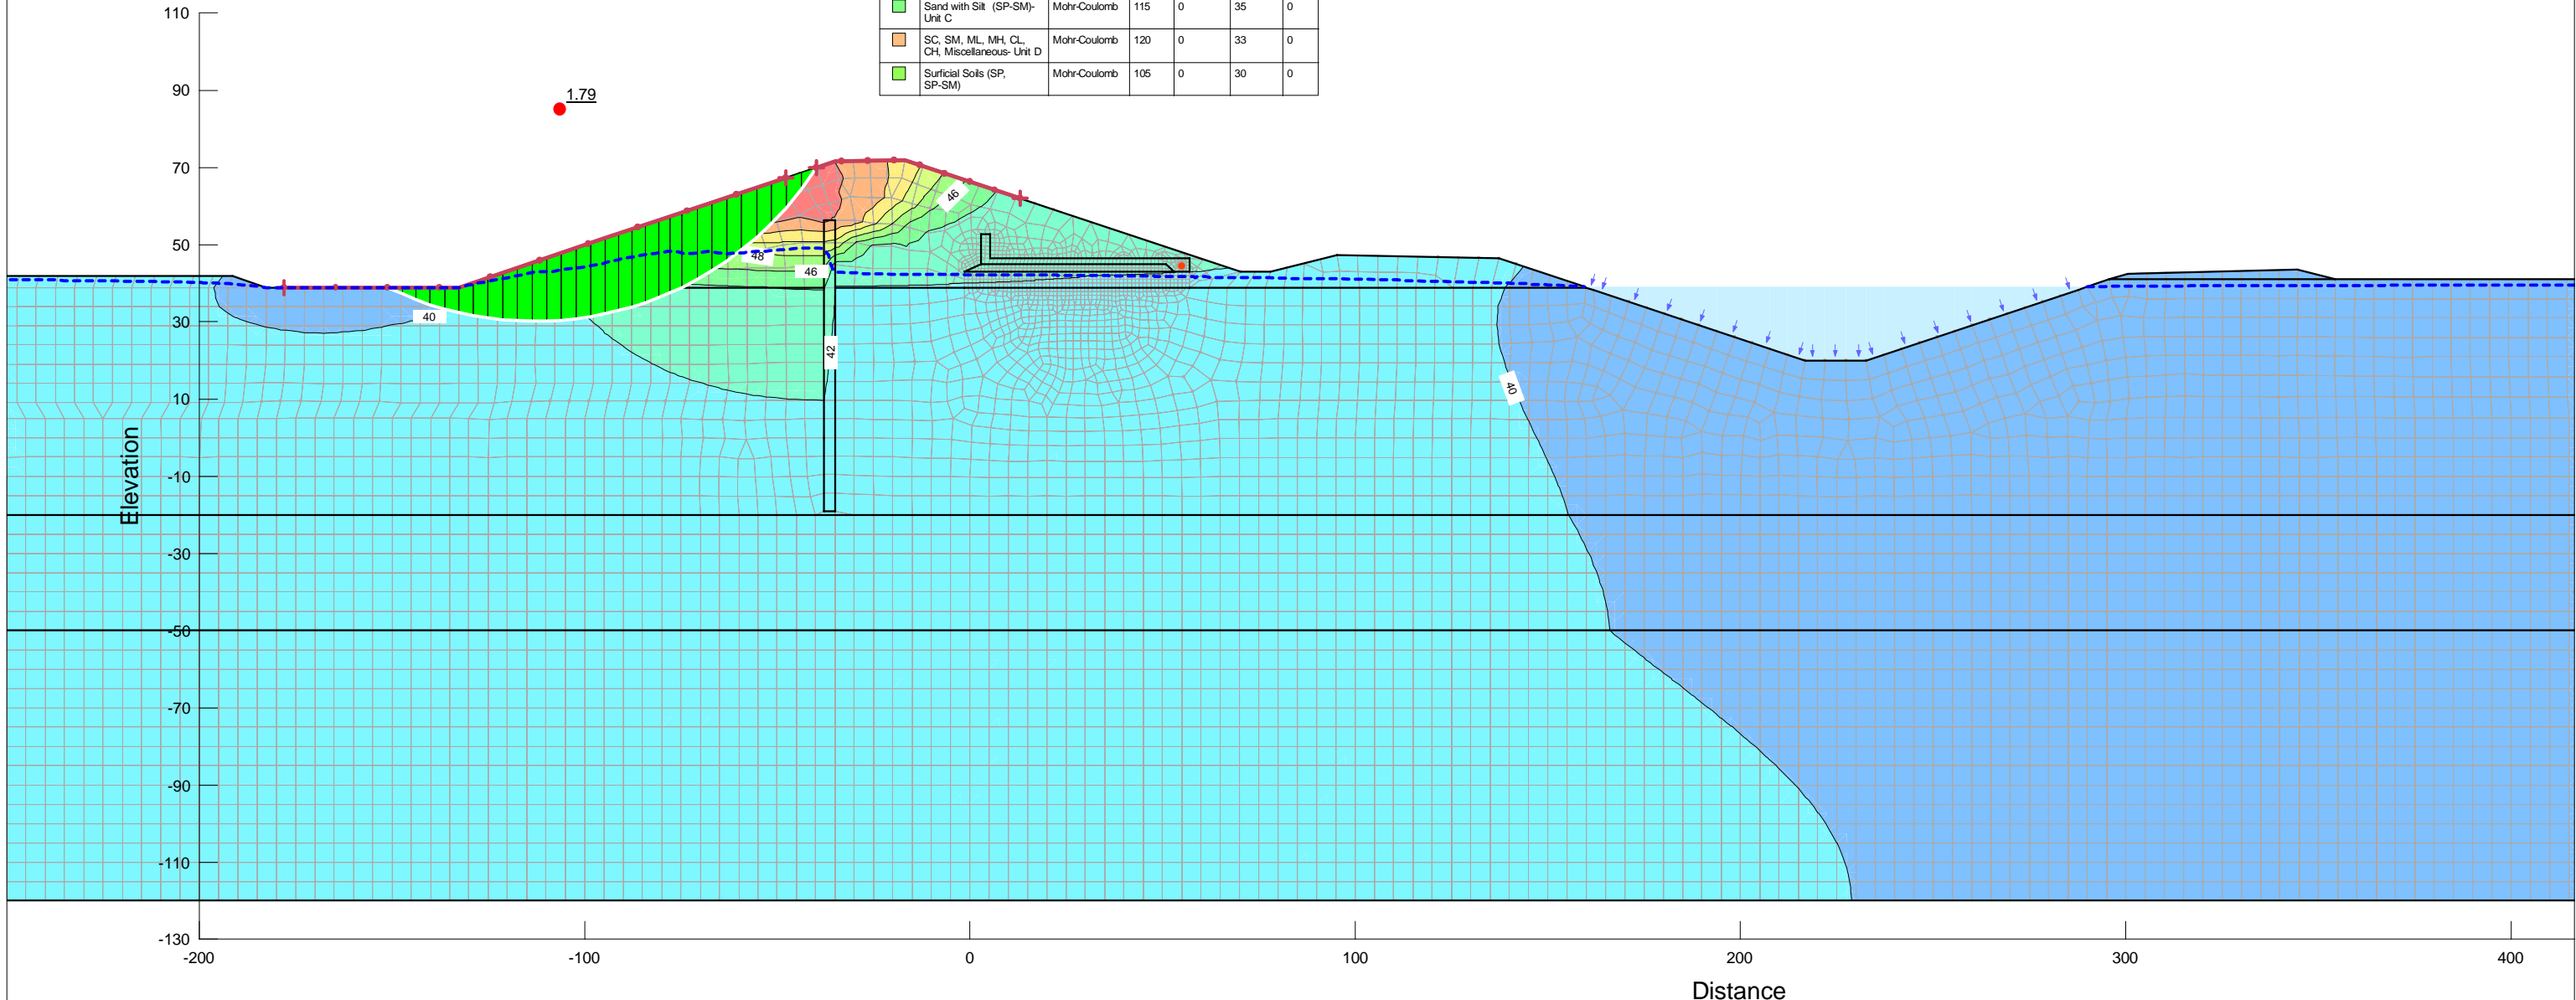 110
Sand with Silt (SP-SM)- Mohr-Coulomb 115 0 35 0
Unit C
SC, SM, ML, MH, CL, Mohr-Coulomb 120 0 33 0
CH, Miscellaneous- Unit D
Surficial Soils (SP, Mohr-Coulomb 105 0 30 0
SP-SM)
90
1.79
70
46
50
48
46
30
40
42
10
40
Elevation
-10
-30
-50
-70
-90
-110
-130
-200 -100 0 100 200 300 400
Distance